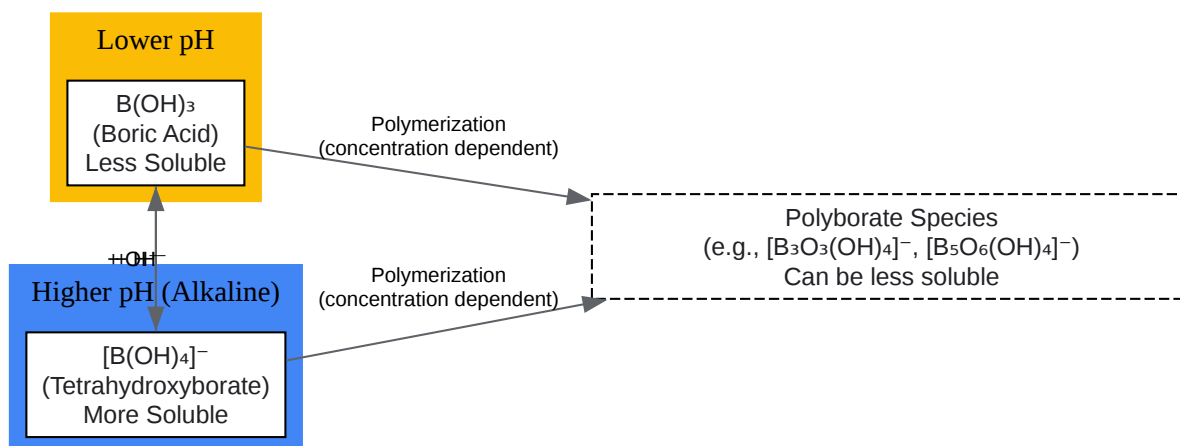 Lower pH
B(OH)₃
(Boric Acid)
Less Soluble
Polymerization
(concentration dependent)
Polyborate Species
(e.g., [B₃O₃(OH)₄]⁻, [B₅O₆(OH)₄]⁻)
Can be less soluble
Higher pH (Alkaline)
Polymerization
(concentration dependent)
[B(OH)₄]⁻
(Tetrahydroxyborate)
More Soluble